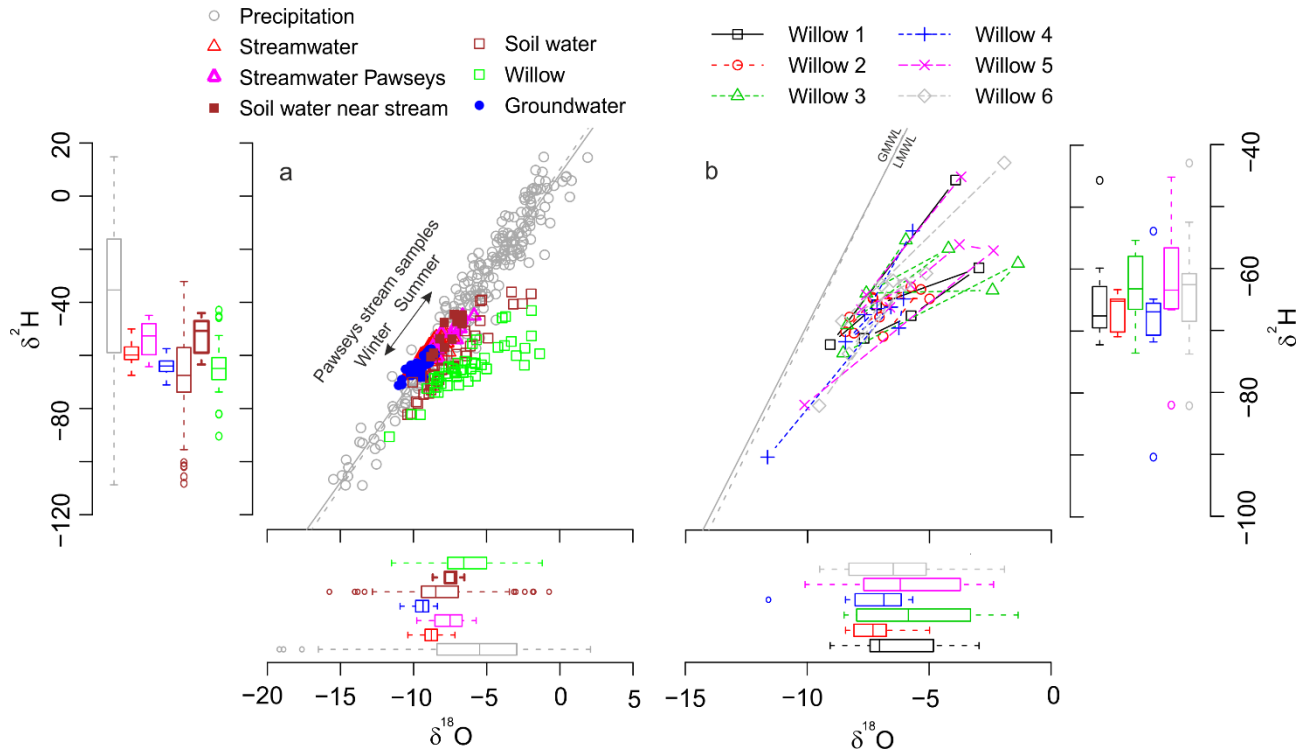 Precipitation
Streamwater
Streamwater Pawseys
Soil water near stream
Soil water
Willow
Groundwater
Willow 1
Willow 2
Willow 3
Willow 4
Willow 5
Willow 6
a
Pawseys stream samples
Winter Summer
20
0
−40
−80
−120
δ²H
−20 −15 −10 −5 0 5
δ¹⁸O
b
GMWL
LMWL
−40
−60
−80
−100
δ²H
−15 −10 −5 0
δ¹⁸O